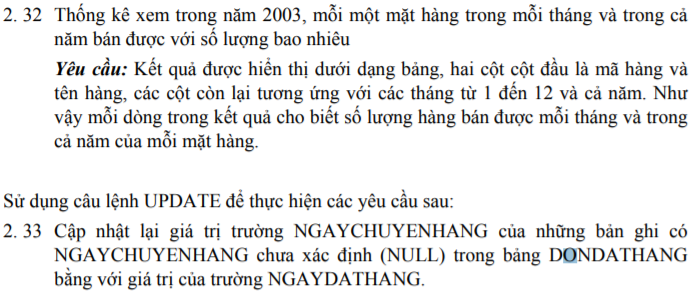 2. 32 Thống kê xem trong năm 2003, mỗi một mặt hàng trong mỗi tháng và trong cả
năm bán được với số lượng bao nhiêu
Yêu cầu: Kết quả được hiển thị dưới dạng bảng, hai cột cột đầu là mã hàng và
tên hàng, các cột còn lại tương ứng với các tháng từ 1 đến 12 và cả năm. Như
vậy mỗi dòng trong kết quả cho biết số lượng hàng bán được mỗi tháng và trong
cả năm của mỗi mặt hàng.
Sử dụng câu lệnh UPDATE để thực hiện các yêu cầu sau:
2. 33 Cập nhật lại giá trị trường NGAYCHUYENHANG của những bản ghi có
NGAYCHUYENHANG chưa xác định (NULL) trong bảng DONDATHANG
bằng với giá trị của trường NGAYDATHANG.